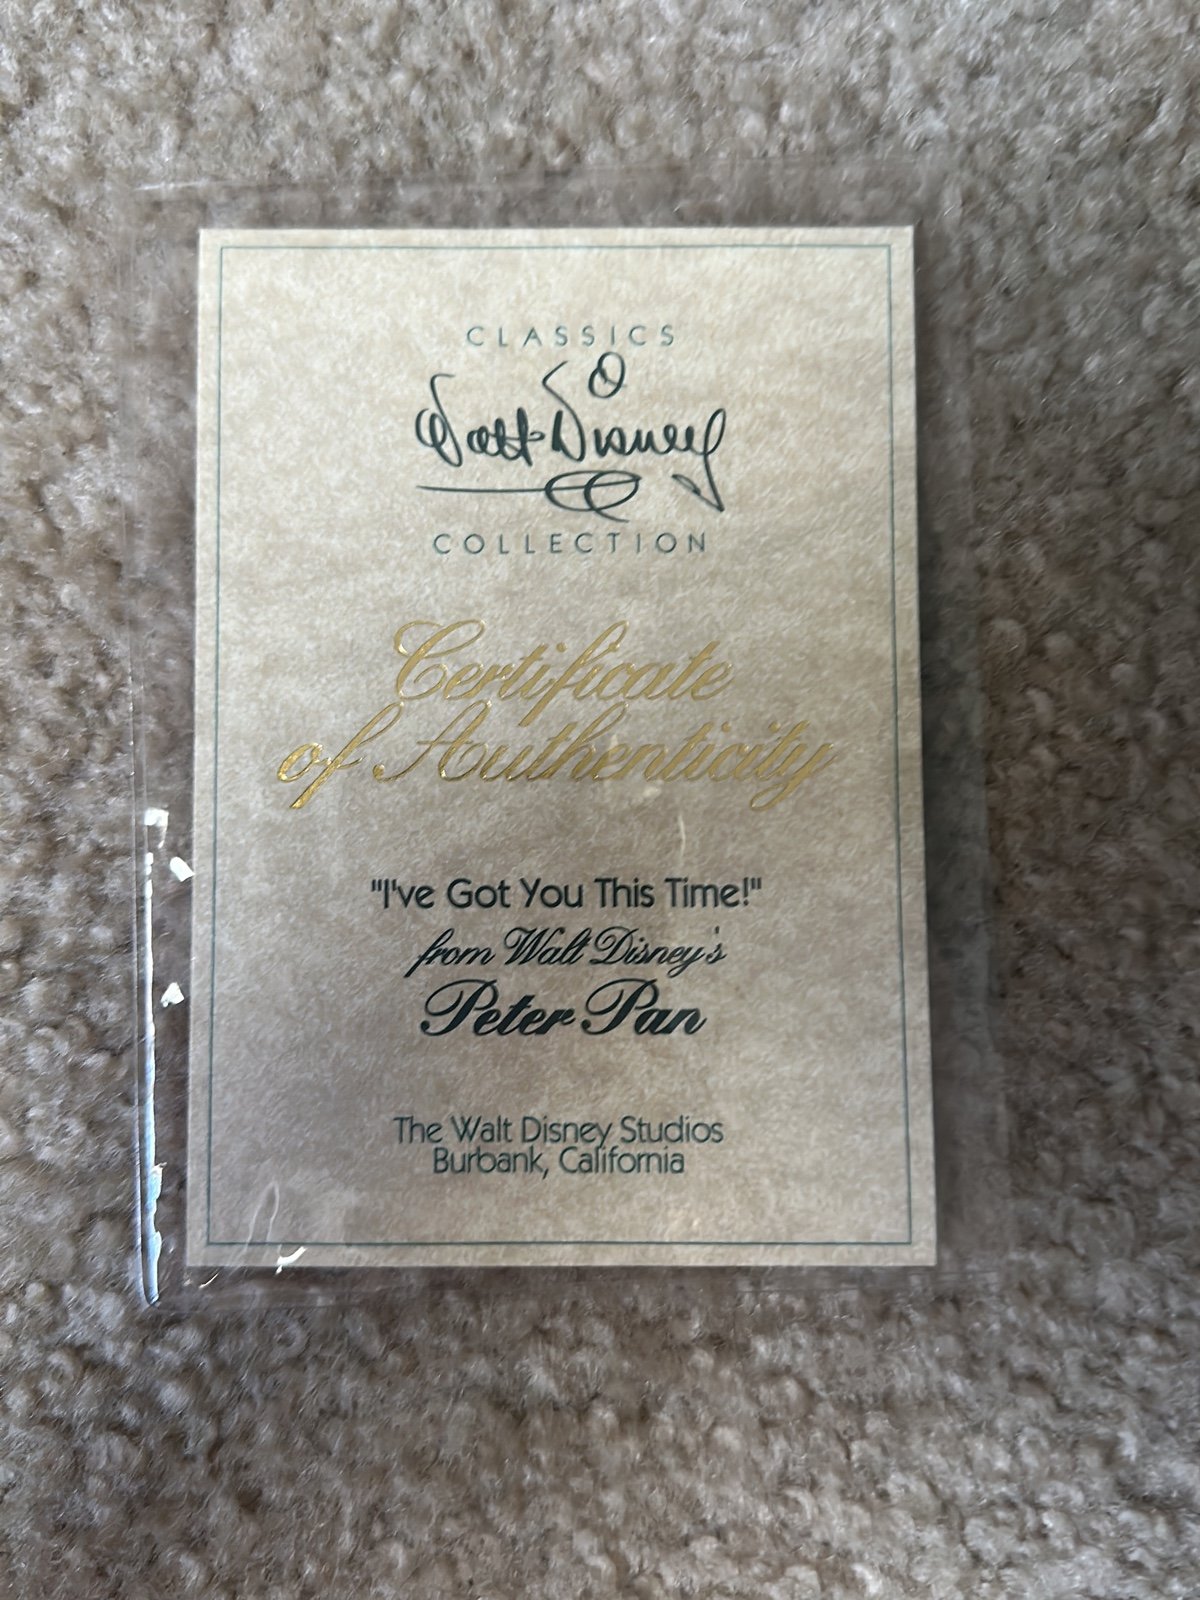 CLASSICS
Walt Disney
COLLECTION
Certificate
of Authenticity
"I've Got You This Time!"
from Walt Disney's
Peter Pan
The Walt Disney Studios
Burbank, California